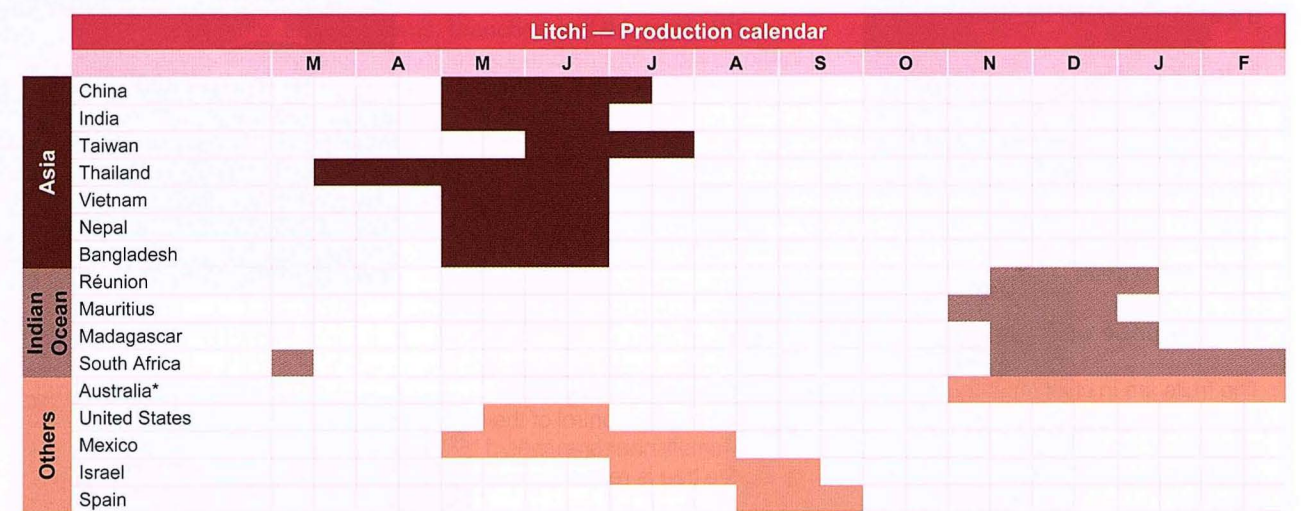 Litchi — Production calendar
M A M J J A S O N D J F
Asia
China
India
Taiwan
Thailand
Vietnam
Nepal
Bangladesh
Indian
Ocean
Réunion
Mauritius
Madagascar
South Africa
Others
Australia*
United States
Mexico
Israel
Spain